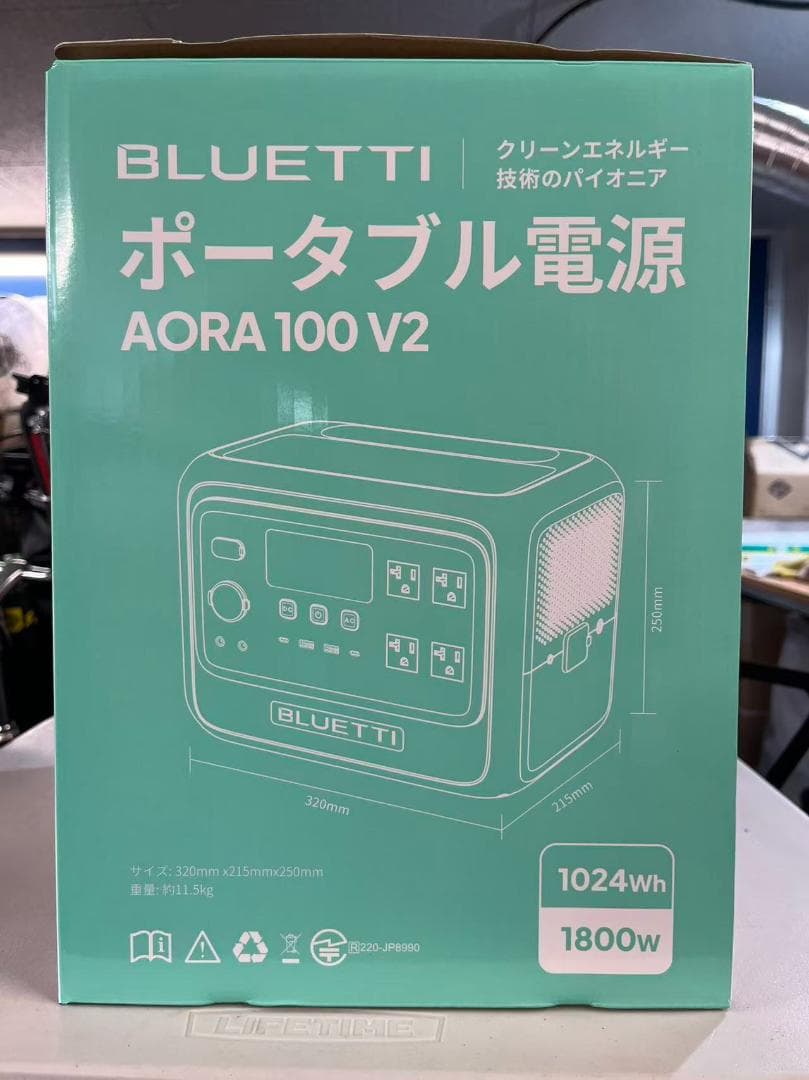 BLUETTI
クリーンエネルギー
技術のパイオニア
ポータブル電源
AORA 100 V2
DC
AC
BLUETTI
250mm
320mm
215mm
サイズ: 320mm x215mmx250mm
重量: 約11.5kg
R220-JP8990
1024Wh
1800W
LIFETIME